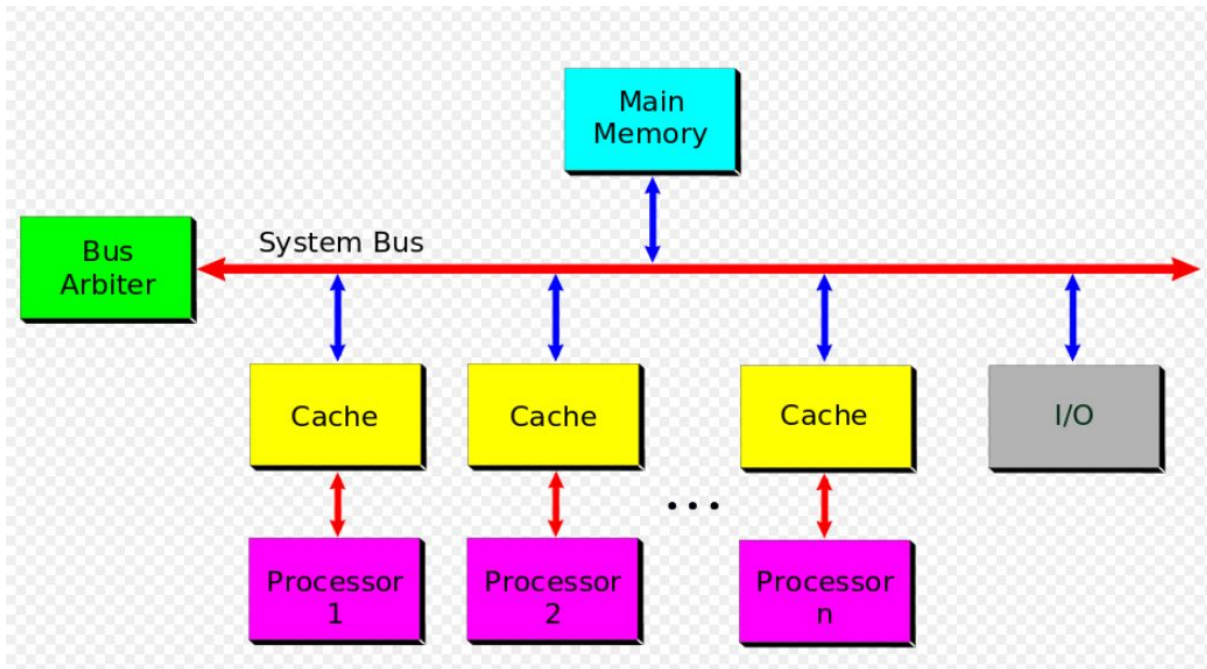 Main
Memory
Bus
Arbiter
System Bus
Cache
Cache
Cache
I/O
...
Processor
1
Processor
2
Processor
n